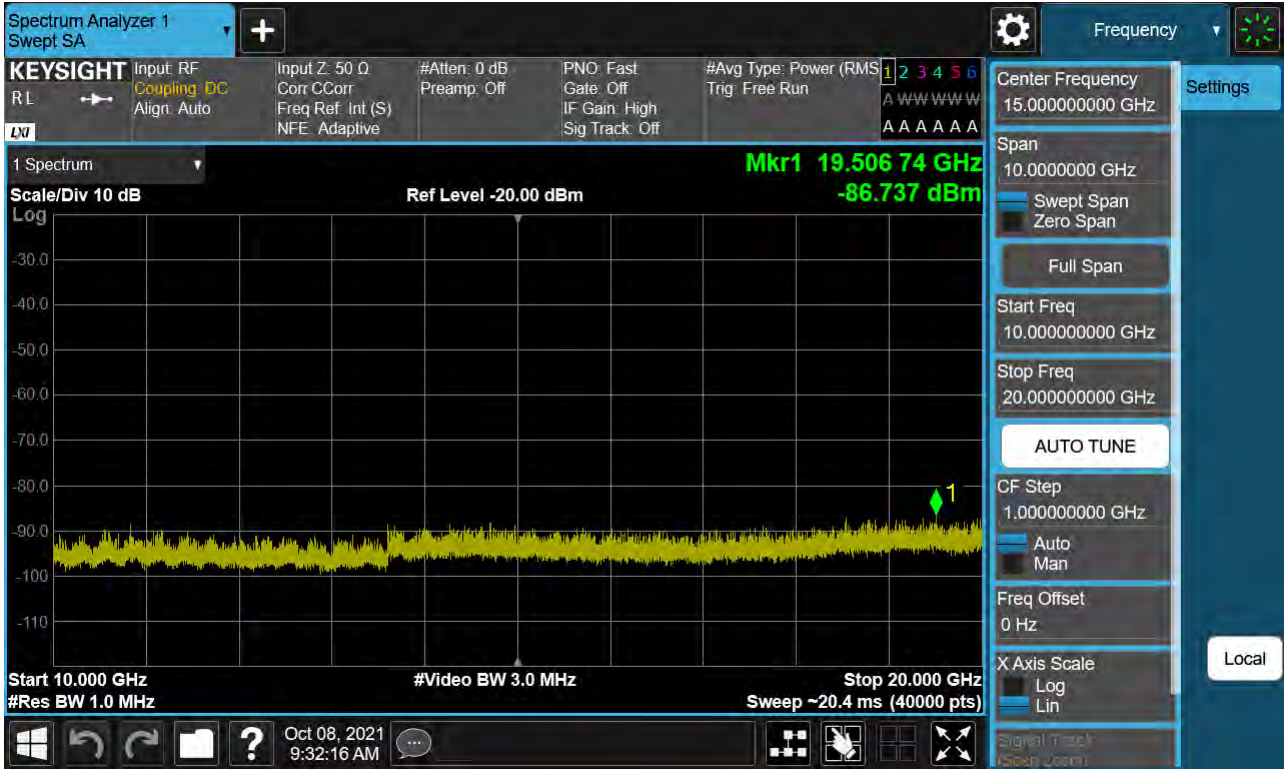 Spectrum Analyzer 1
Swept SA
+
Frequency
KEYSIGHT
R L
LXI
Input: RF
Coupling: DC
Align: Auto
Input Z: 50 Ω
Corr CCorr
Freq Ref: Int (S)
NFE: Adaptive
#Atten: 0 dB
Preamp: Off
PNO: Fast
Gate: Off
IF Gain: High
Sig Track: Off
#Avg Type: Power (RMS
Trig: Free Run
1 2 3 4 5 6
A W W W W W
A A A A A A
1 Spectrum
Scale/Div 10 dB
Ref Level -20.00 dBm
Mkr1 19.506 74 GHz
-86.737 dBm
Log
-30.0
-40.0
-50.0
-60.0
-70.0
-80.0
-90.0
-100
-110
1
Start 10.000 GHz
#Video BW 3.0 MHz
Stop 20.000 GHz
#Res BW 1.0 MHz
Sweep ~20.4 ms (40000 pts)
Center Frequency
15.000000000 GHz
Span
10.0000000 GHz
Swept Span
Zero Span
Full Span
Start Freq
10.000000000 GHz
Stop Freq
20.000000000 GHz
AUTO TUNE
CF Step
1.000000000 GHz
Auto
Man
Freq Offset
0 Hz
X Axis Scale
Log
Lin
Signal Track
(Span Zoom)
Settings
Local
?
Oct 08, 2021
9:32:16 AM